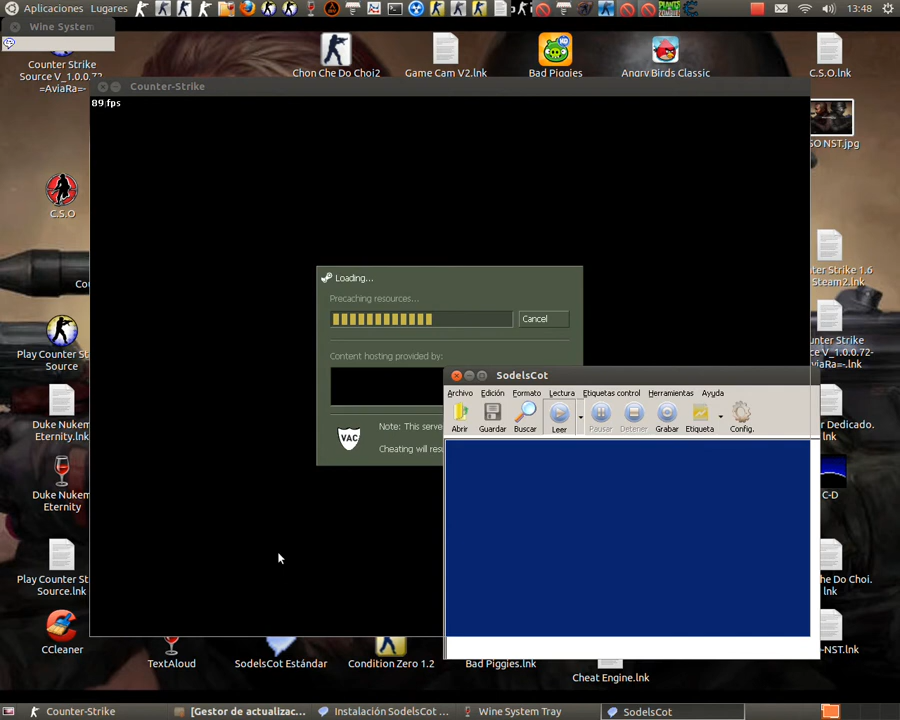 Aplicaciones Lugares
13:48
Wine System
Counter Strike
Source V_1.0.0.72-
=AviaRa=-
Chon Che Do Choi2
Game Cam V2.lnk
Bad Piggies
Angry Birds Classic
C.S.O.lnk
Counter-Strike
89 fps
SO NST.jpg
C.S.O
Loading...
Precaching resources...
Cancel
Content hosting provided by:
VAC
Note: This serve
Cheating will res
ter Strike 1.6
Steam2.lnk
Cou
Play Counter St
Source
unter Strike
e V_1.0.0.72-
aviaRa=-.lnk
SodelsCot
Archivo Edición Formato Lectura Etiquetas control Herramientas Ayuda
Abrir Guardar Buscar Leer Pausar Detener Grabar Etiqueta Config.
Duke Nukem
Eternity.lnk
er Dedicado.
lnk
Duke Nukem
Eternity
C-D
Play Counter St
Source.lnk
he Do Choi.
lnk
CCleaner
TextAloud
SodelsCot Estándar
Condition Zero 1.2
Bad Piggies.lnk
Cheat Engine.lnk
-NST.lnk
Counter-Strike
[Gestor de actualizac...
Instalación SodelsCot ...
Wine System Tray
SodelsCot